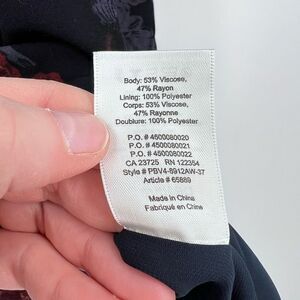 Body: 53% Viscose,
47% Rayon
Lining: 100% Polyester
Corps: 53% Viscose,
47% Rayonne
Doublure: 100% Polyester
P.O. # 4500080020
P.O. # 4500080021
P.O. # 4500080022
CA 23725 RN 122354
Style # PBV4-8912AW-37
Article # 65889
Made in China
Fabriqué en China